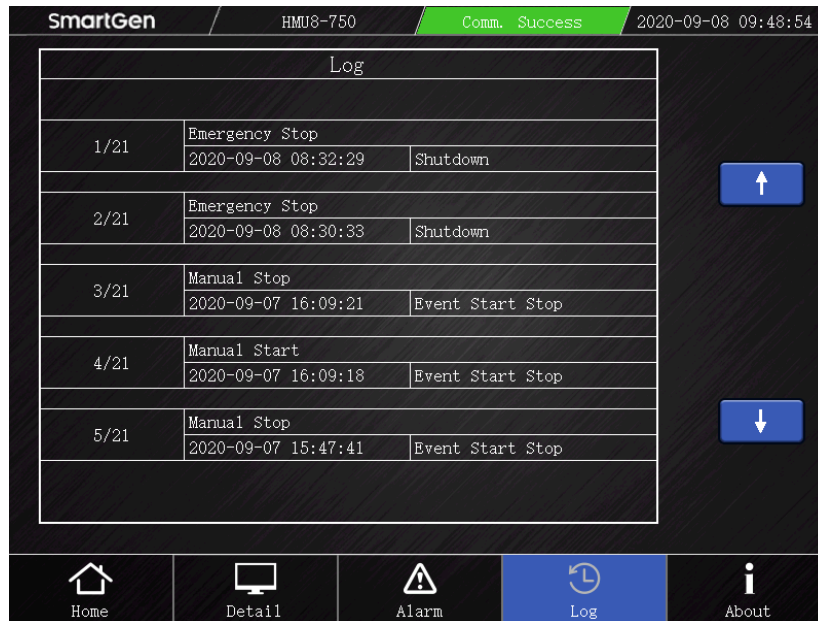 SmartGen HMU8-750 Comm. Success 2020-09-08 09:48:54
Log
1/21
Emergency Stop
2020-09-08 08:32:29 Shutdown
2/21
Emergency Stop
2020-09-08 08:30:33 Shutdown
3/21
Manual Stop
2020-09-07 16:09:21 Event Start Stop
4/21
Manual Start
2020-09-07 16:09:18 Event Start Stop
5/21
Manual Stop
2020-09-07 15:47:41 Event Start Stop
Home Detail Alarm Log About